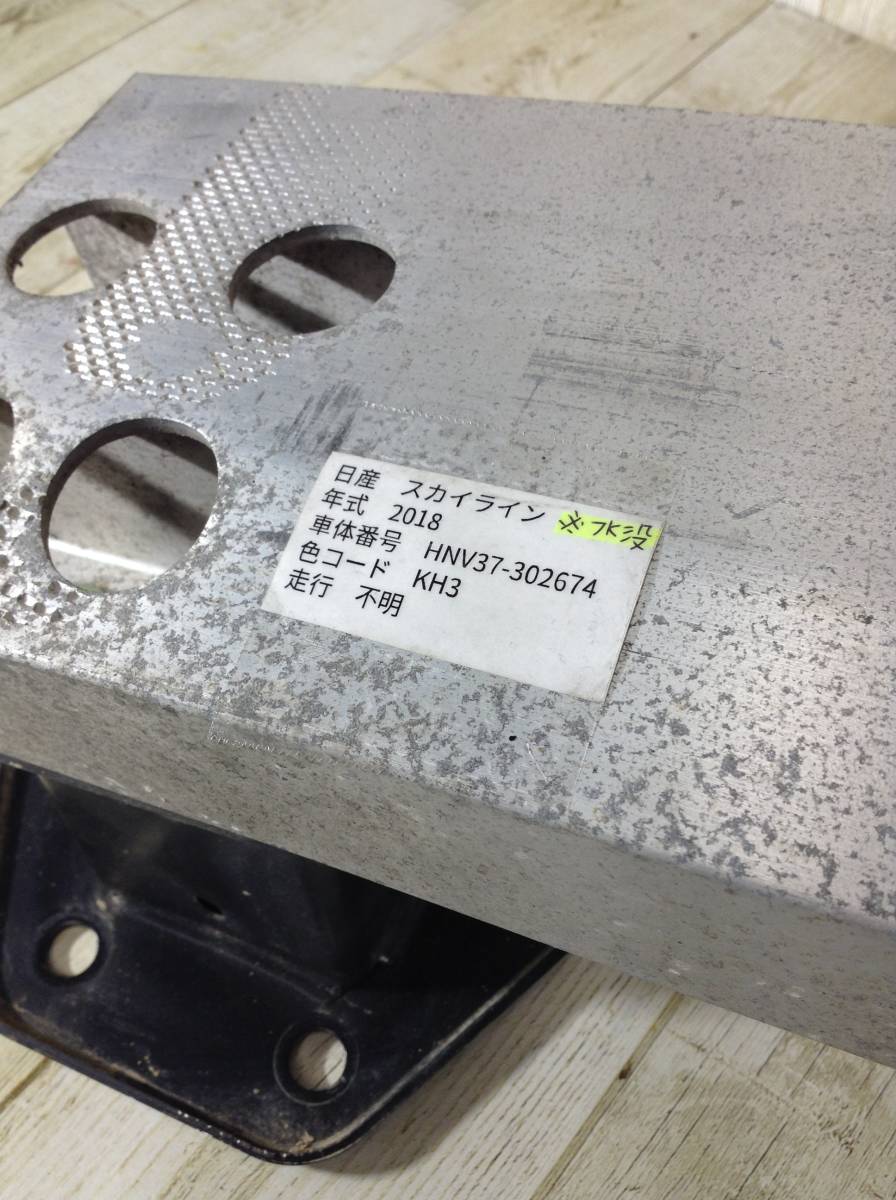 日産　スカイライン ※水没
年式　2018
車体番号　HNV37-302674
色コード　KH3
走行　不明